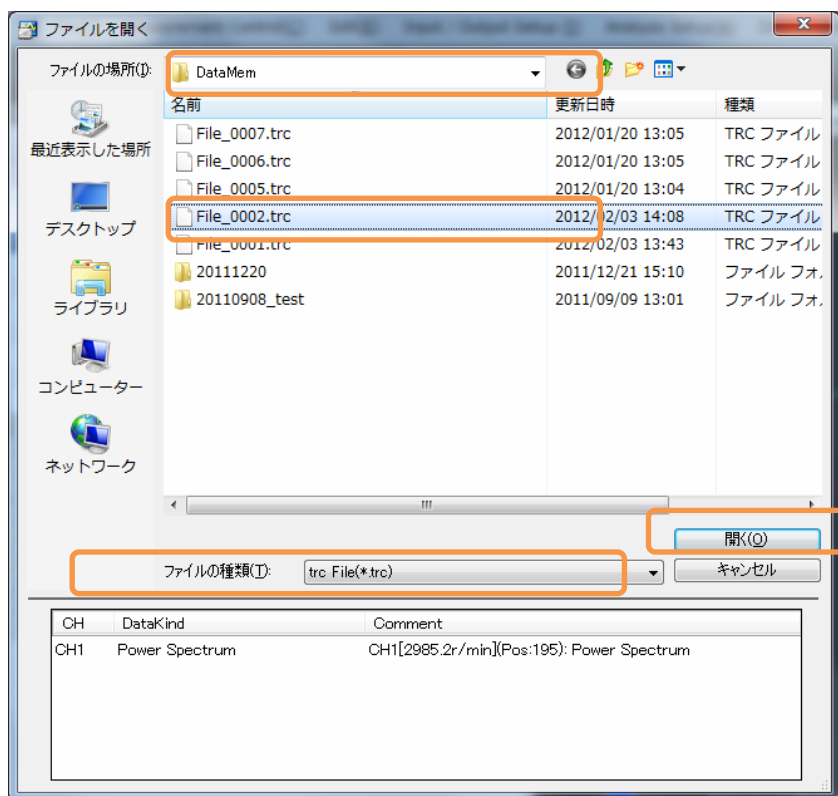 ファイルを開く
ファイルの場所(I):
DataMem
名前
更新日時
種類
File_0007.trc
2012/01/20 13:05
TRC ファイル
File_0006.trc
2012/01/20 13:05
TRC ファイル
File_0005.trc
2012/01/20 13:04
TRC ファイル
File_0002.trc
2012/02/03 14:08
TRC ファイル
File_0001.trc
2012/02/03 13:43
TRC ファイル
20111220
2011/12/21 15:10
ファイル フォ
20110908_test
2011/09/09 13:01
ファイル フォ
最近表示した場所
デスクトップ
ライブラリ
コンピューター
ネットワーク
開く(O)
ファイルの種類(T):
trc File(*.trc)
キャンセル
CH
DataKind
Comment
CH1
Power Spectrum
CH1[2985.2r/min](Pos:195): Power Spectrum